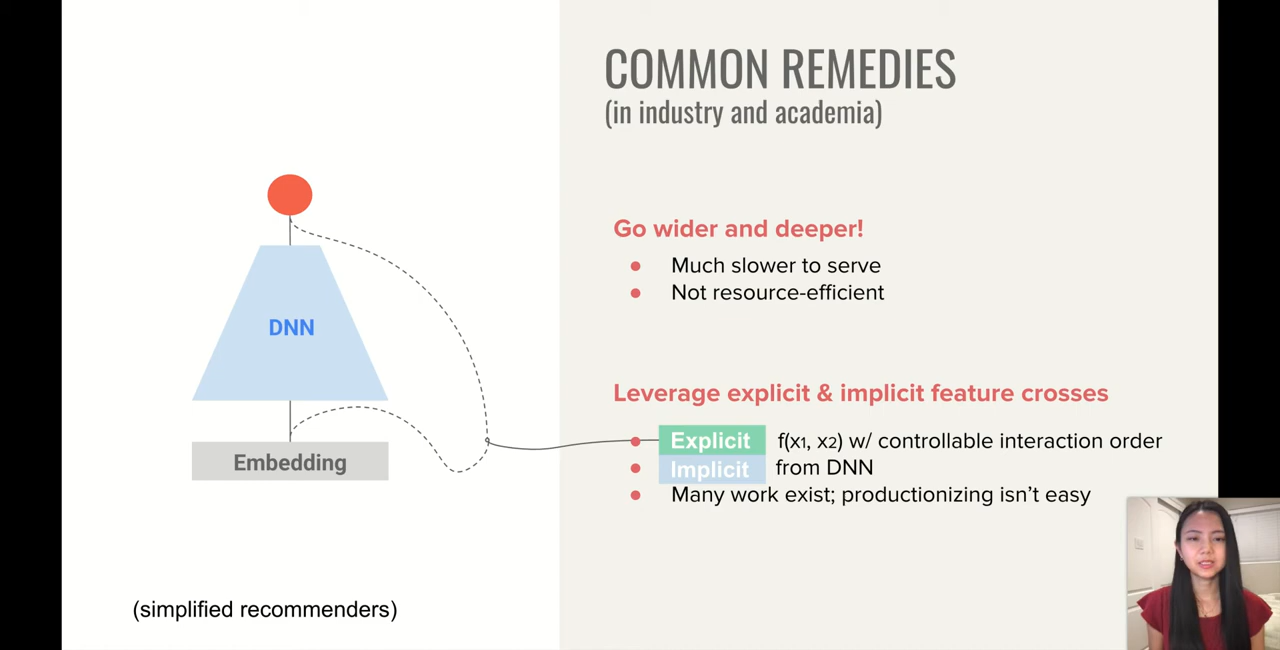 COMMON REMEDIES
(in industry and academia)
DNN
Embedding
(simplified recommenders)
Go wider and deeper!
● Much slower to serve
● Not resource-efficient
Leverage explicit & implicit feature crosses
● Explicit f(x1, x2) w/ controllable interaction order
● Implicit from DNN
● Many work exist; productionizing isn’t easy